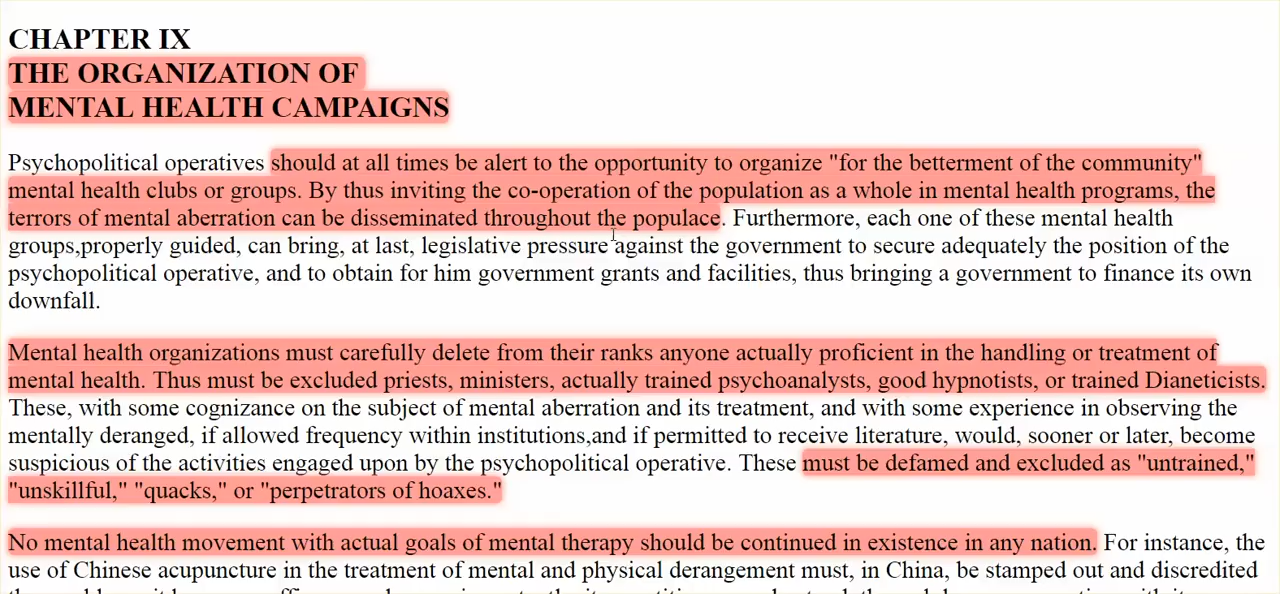 CHAPTER IX
THE ORGANIZATION OF
MENTAL HEALTH CAMPAIGNS
Psychopolitical operatives should at all times be alert to the opportunity to organize "for the betterment of the community"
mental health clubs or groups. By thus inviting the co-operation of the population as a whole in mental health programs, the
terrors of mental aberration can be disseminated throughout the populace. Furthermore, each one of these mental health
groups,properly guided, can bring, at last, legislative pressure against the government to secure adequately the position of the
psychopolitical operative, and to obtain for him government grants and facilities, thus bringing a government to finance its own
downfall.
Mental health organizations must carefully delete from their ranks anyone actually proficient in the handling or treatment of
mental health. Thus must be excluded priests, ministers, actually trained psychoanalysts, good hypnotists, or trained Dianeticists.
These, with some cognizance on the subject of mental aberration and its treatment, and with some experience in observing the
mentally deranged, if allowed frequency within institutions,and if permitted to receive literature, would, sooner or later, become
suspicious of the activities engaged upon by the psychopolitical operative. These must be defamed and excluded as "untrained,"
"unskillful," "quacks," or "perpetrators of hoaxes."
No mental health movement with actual goals of mental therapy should be continued in existence in any nation. For instance, the
use of Chinese acupuncture in the treatment of mental and physical derangement must, in China, be stamped out and discredited